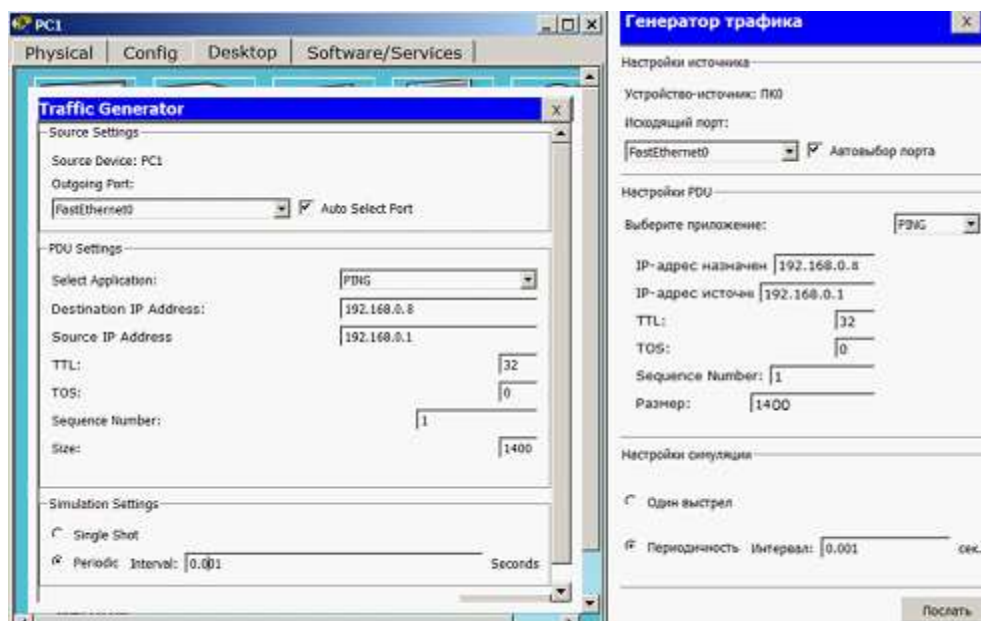 PC1
Physical Config Desktop Software/Services
Traffic Generator
X
Source Settings
Source Device: PC1
Outgoing Port:
FastEthernet0
Auto Select Port
PDU Settings
Select Application: PING
Destination IP Address: 192.168.0.8
Source IP Address 192.168.0.1
TTL: 32
TOS: 0
Sequence Number: 1
Size: 1400
Simulation Settings
Single Shot
Periodic Interval: 0.001 Seconds
Генератор трафика
X
Настройки источника
Устройство-источник: ПК0
Исходящий порт:
FastEthernet0
Автовыбор порта
Настройки PDU
Выберите приложение: PING
IP-адрес назначен 192.168.0.8
IP-адрес источни 192.168.0.1
TTL: 32
TOS: 0
Sequence Number: 1
Размер: 1400
Настройки симуляции
Один выстрел
Периодичность Интервал: 0.001 сек.
Послать